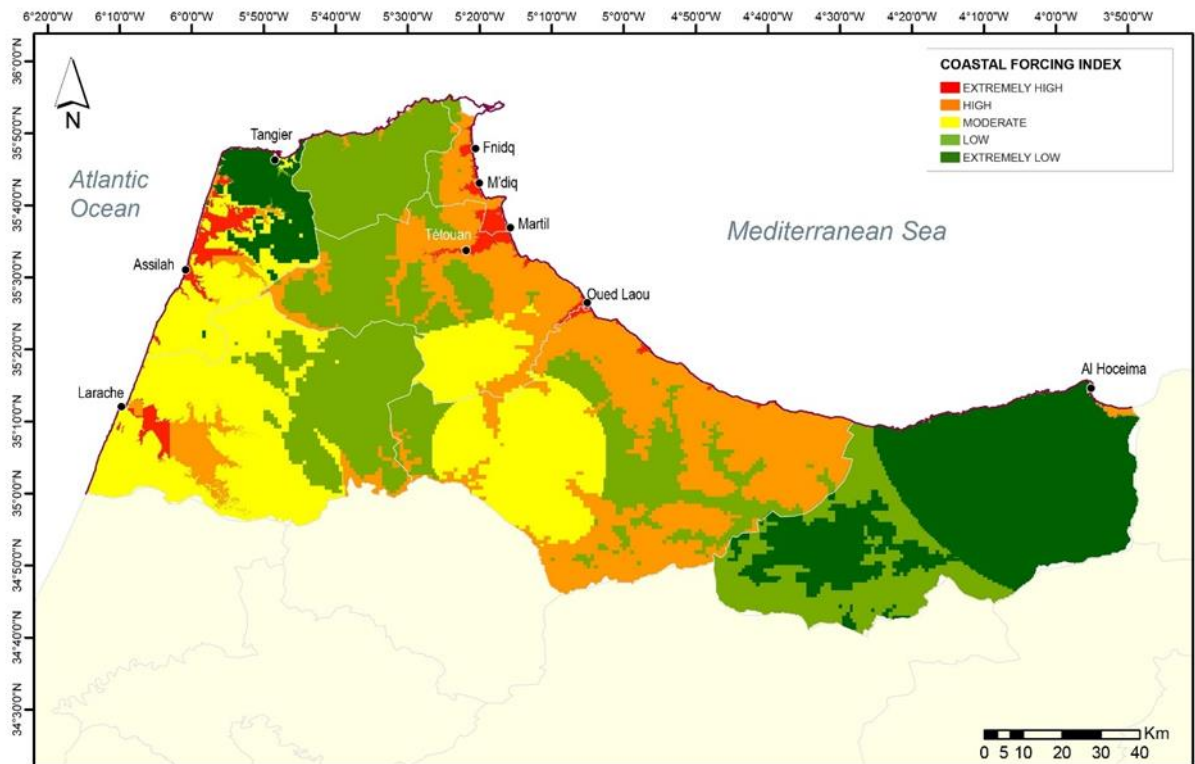 6°20'0"W 6°10'0"W 6°0'0"W 5°50'0"W 5°40'0"W 5°30'0"W 5°20'0"W 5°10'0"W 5°0'0"W 4°50'0"W 4°40'0"W 4°30'0"W 4°20'0"W 4°10'0"W 4°0'0"W 3°50'0"W
36°0'0"N
35°50'0"N
35°40'0"N
35°30'0"N
35°20'0"N
35°10'0"N
35°0'0"N
34°50'0"N
34°40'0"N
34°30'0"N
N
COASTAL FORCING INDEX
EXTREMELY HIGH
HIGH
MODERATE
LOW
EXTREMELY LOW
Tangier
Fnidq
Atlantic
Ocean
M'diq
Martil
Mediterranean Sea
Tétouan
Assilah
Oued Laou
Al Hoceima
Larache
Km
0 5 10 20 30 40